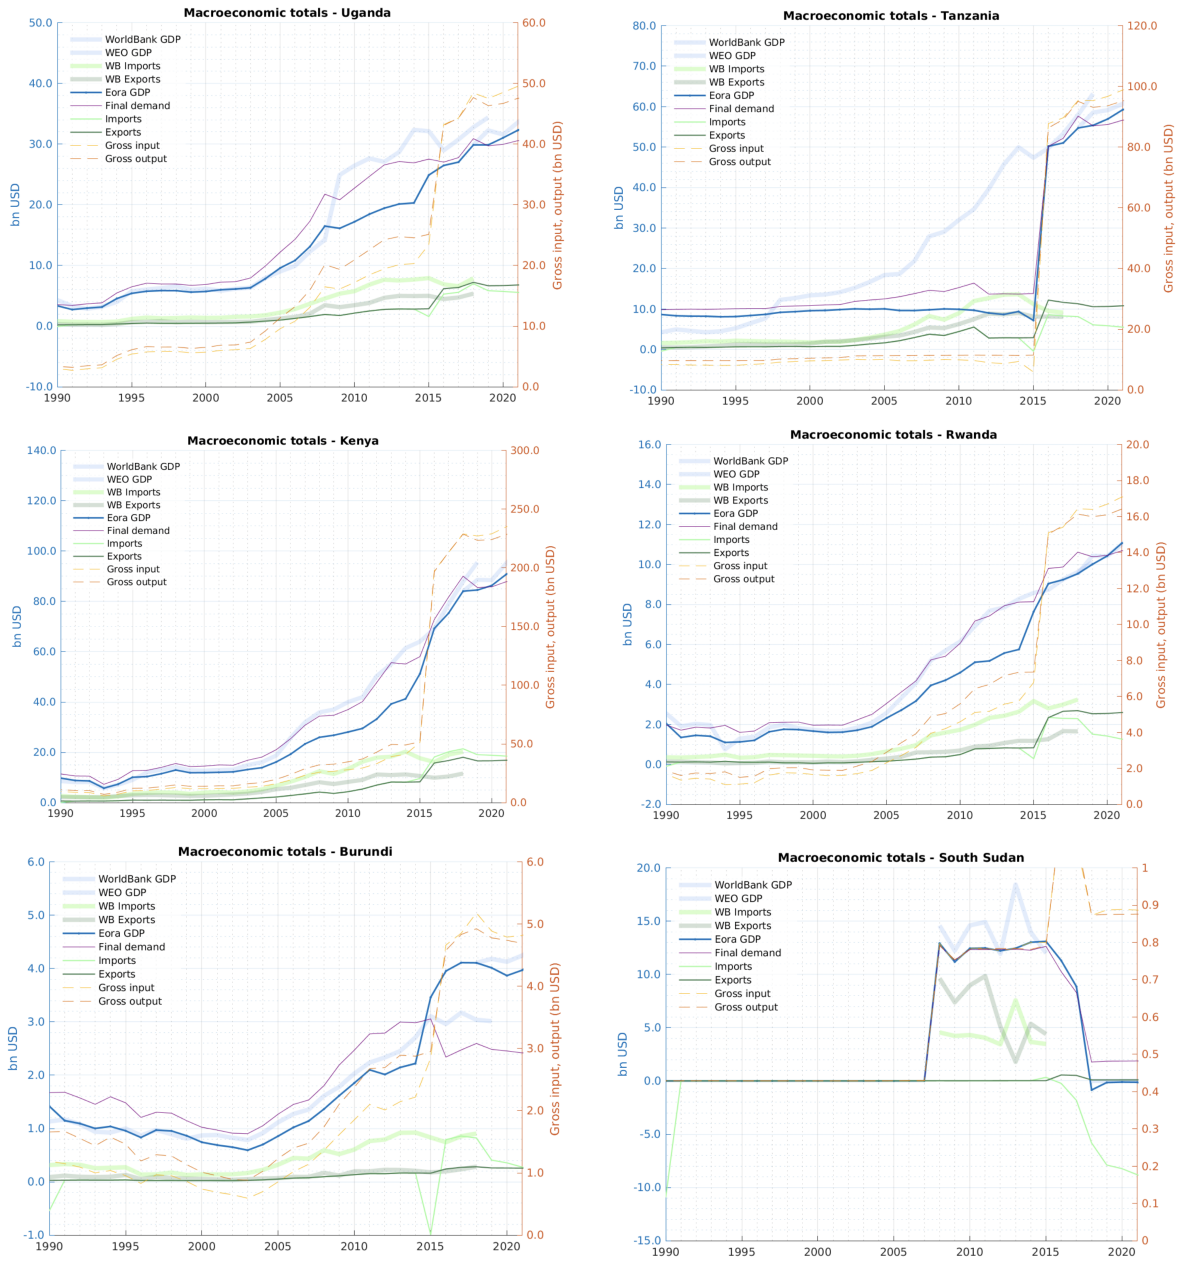 Macroeconomic totals - Uganda
50.0
40.0
30.0
20.0
10.0
0.0
-10.0
bn USD
WorldBank GDP
WEO GDP
WB Imports
WB Exports
Eora GDP
Final demand
Imports
Exports
Gross input
Gross output
60.0
50.0
40.0
30.0
20.0
10.0
0.0
Gross input, output (bn USD)
1990 1995 2000 2005 2010 2015 2020
Macroeconomic totals - Tanzania
80.0
70.0
60.0
50.0
40.0
30.0
20.0
10.0
0.0
-10.0
bn USD
WorldBank GDP
WEO GDP
WB Imports
WB Exports
Eora GDP
Final demand
Imports
Exports
Gross input
Gross output
120.0
100.0
80.0
60.0
40.0
20.0
0.0
Gross input, output (bn USD)
1990 1995 2000 2005 2010 2015 2020
Macroeconomic totals - Kenya
140.0
120.0
100.0
80.0
60.0
40.0
20.0
0.0
bn USD
WorldBank GDP
WEO GDP
WB Imports
WB Exports
Eora GDP
Final demand
Imports
Exports
Gross input
Gross output
300.0
250.0
200.0
150.0
100.0
50.0
0.0
Gross input, output (bn USD)
1990 1995 2000 2005 2010 2015 2020
Macroeconomic totals - Rwanda
16.0
14.0
12.0
10.0
8.0
6.0
4.0
2.0
0.0
-2.0
bn USD
WorldBank GDP
WEO GDP
WB Imports
WB Exports
Eora GDP
Final demand
Imports
Exports
Gross input
Gross output
20.0
18.0
16.0
14.0
12.0
10.0
8.0
6.0
4.0
2.0
0.0
Gross input, output (bn USD)
1990 1995 2000 2005 2010 2015 2020
Macroeconomic totals - Burundi
6.0
5.0
4.0
3.0
2.0
1.0
0.0
-1.0
bn USD
WorldBank GDP
WEO GDP
WB Imports
WB Exports
Eora GDP
Final demand
Imports
Exports
Gross input
Gross output
6.0
5.0
4.0
3.0
2.0
1.0
0.0
Gross input, output (bn USD)
1990 1995 2000 2005 2010 2015 2020
Macroeconomic totals - South Sudan
20.0
15.0
10.0
5.0
0.0
-5.0
-10.0
-15.0
bn USD
WorldBank GDP
WEO GDP
WB Imports
WB Exports
Eora GDP
Final demand
Imports
Exports
Gross input
Gross output
1
0.9
0.8
0.7
0.6
0.5
0.4
0.3
0.2
0.1
0
Gross input, output (bn USD)
1990 1995 2000 2005 2010 2015 2020